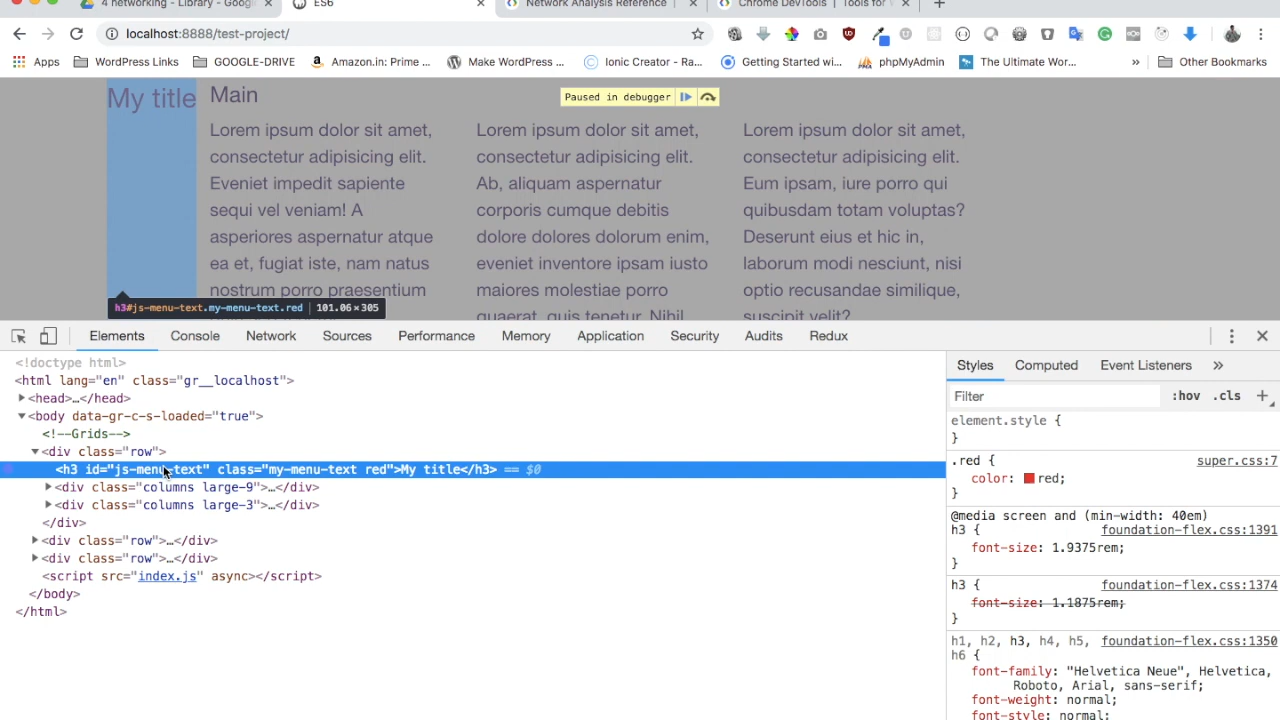 4 networking - Library - Google
ES6
Network Analysis Reference
Chrome DevTools | Tools for
localhost:8888/test-project/
Apps
WordPress Links
GOOGLE-DRIVE
Amazon.in: Prime ...
Make WordPress ...
Ionic Creator - Ra...
Getting Started wi...
phpMyAdmin
The Ultimate Wor...
»
Other Bookmarks
My title
Main
Paused in debugger
Lorem ipsum dolor sit amet,
consectetur adipisicing elit.
Eveniet impedit sapiente
sequi vel veniam! A
asperiores aspernatur atque
ea et, fugiat iste, nam natus
nostrum porro praesentium
Lorem ipsum dolor sit amet,
consectetur adipisicing elit.
Ab, aliquam aspernatur
corporis cumque debitis
dolore dolores dolorum enim,
eveniet inventore ipsam iusto
maiores molestiae porro
quaerat, quis tenetur. Nihil
Lorem ipsum dolor sit amet,
consectetur adipisicing elit.
Eum ipsam, iure porro qui
quibusdam totam voluptas?
Deserunt eius et hic in,
laborum modi nesciunt, nisi
optio recusandae similique,
suscipit velit?
h3#js-menu-text.my-menu-text.red | 101.06×305
Elements
Console
Network
Sources
Performance
Memory
Application
Security
Audits
Redux
<!doctype html>
<html lang="en" class="gr__localhost">
<head>…</head>
<body data-gr-c-s-loaded="true">
<!--Grids-->
<div class="row">
<h3 id="js-menu-text" class="my-menu-text red">My title</h3> == $0
<div class="columns large-9">…</div>
<div class="columns large-3">…</div>
</div>
<div class="row">…</div>
<div class="row">…</div>
<script src="index.js" async></script>
</body>
</html>
Styles
Computed
Event Listeners
»
Filter
:hov
.cls
+
element.style {
}
.red {
super.css:7
color: red;
}
@media screen and (min-width: 40em)
h3 {
foundation-flex.css:1391
font-size: 1.9375rem;
}
h3 {
foundation-flex.css:1374
font-size: 1.1875rem;
}
h1, h2, h3, h4, h5,
foundation-flex.css:1350
h6 {
font-family: "Helvetica Neue", Helvetica,
Roboto, Arial, sans-serif;
font-weight: normal;
font-style: normal;